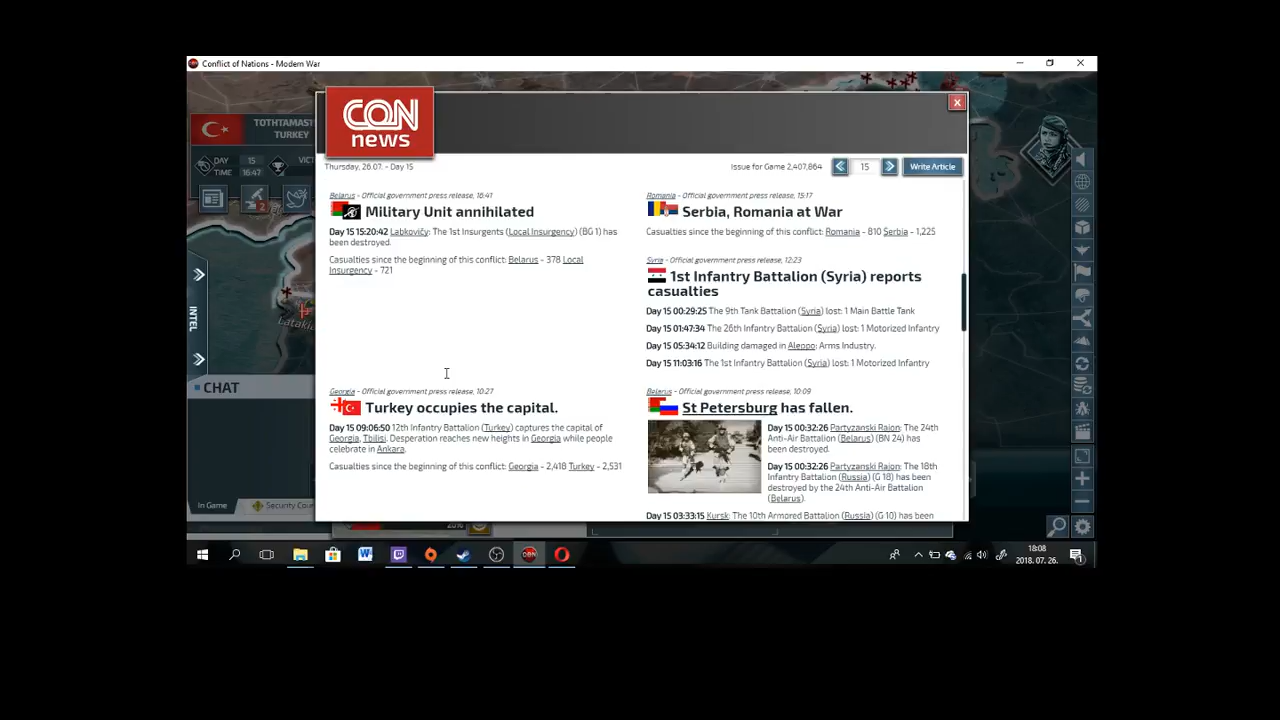 Conflict of Nations - Modern War
CON
news
TOTHTAMAS
TURKEY
DAY 15
TIME 16:47
VIC
2
INTEL
CHAT
In Game
Security Cou
Thursday, 26.07. - Day 15
Issue for Game 2,407,864
15
Write Article
Belarus - Official government press release, 16:41
Military Unit annihilated
Day 15 15:20:42 Labkovičy: The 1st Insurgents (Local Insurgency) (BG 1) has
been destroyed.
Casualties since the beginning of this conflict: Belarus - 378 Local
Insurgency - 721
Georgia - Official government press release, 10:27
Turkey occupies the capital.
Day 15 09:06:50 12th Infantry Battalion (Turkey) captures the capital of
Georgia, Tbilisi. Desperation reaches new heights in Georgia while people
celebrate in Ankara.
Casualties since the beginning of this conflict: Georgia - 2,418 Turkey - 2,531
Romania - Official government press release, 15:17
Serbia, Romania at War
Casualties since the beginning of this conflict: Romania - 810 Serbia - 1,225
Syria - Official government press release, 12:23
1st Infantry Battalion (Syria) reports
casualties
Day 15 00:29:25 The 9th Tank Battalion (Syria) lost: 1 Main Battle Tank
Day 15 01:47:34 The 26th Infantry Battalion (Syria) lost: 1 Motorized Infantry
Day 15 05:34:12 Building damaged in Aleppo: Arms Industry.
Day 15 11:03:16 The 1st Infantry Battalion (Syria) lost: 1 Motorized Infantry
Belarus - Official government press release, 10:09
St Petersburg has fallen.
Day 15 00:32:26 Partyzanski Rajon: The 24th
Anti-Air Battalion (Belarus) (BN 24) has
been destroyed.
Day 15 00:32:26 Partyzanski Rajon: The 18th
Infantry Battalion (Russia) (G 18) has been
destroyed by the 24th Anti-Air Battalion
(Belarus).
Day 15 03:33:15 Kursk: The 10th Armored Battalion (Russia) (G 10) has been
18:08
2018. 07. 26.
1